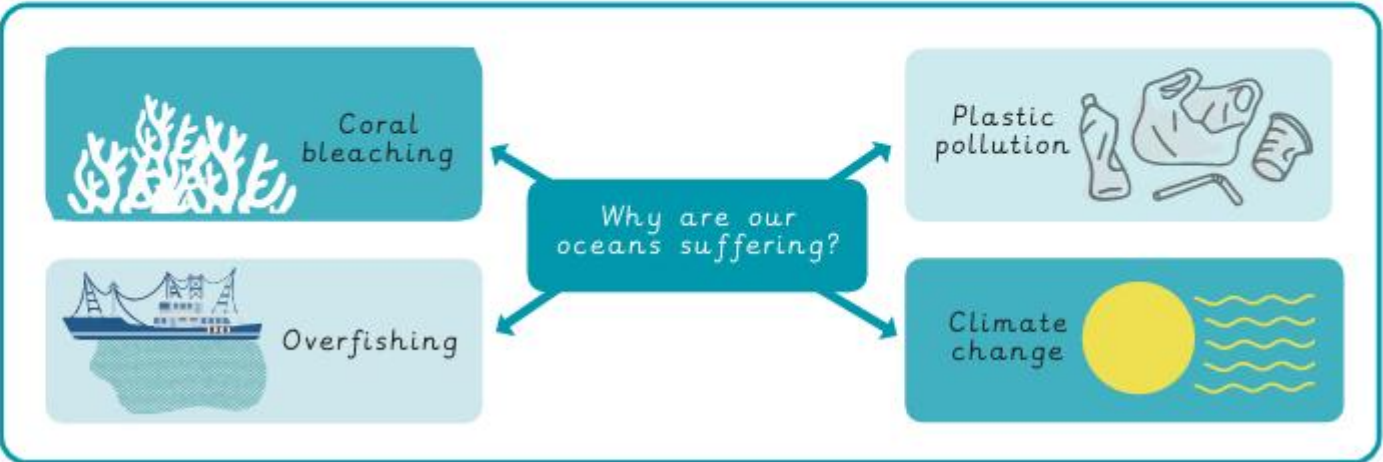 Coral
bleaching
Plastic
pollution
Why are our
oceans suffering?
Overfishing
Climate
change